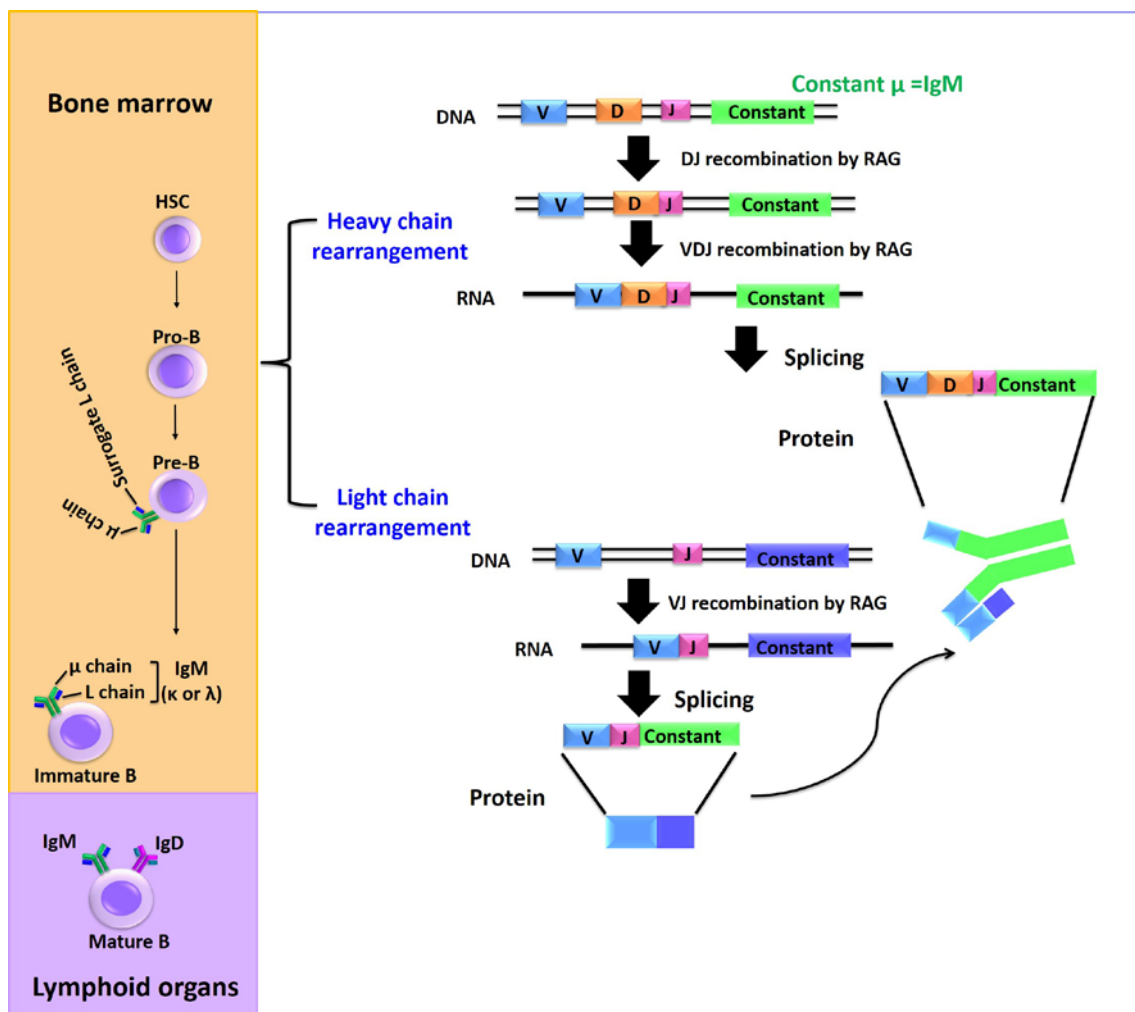 Bone marrow
HSC
Pro-B
Surrogate L chain
Pre-B
μ chain
μ chain
L chain
IgM
(κ or λ)
Immature B
IgM
IgD
Mature B
Lymphoid organs
Heavy chain
rearrangement
Light chain
rearrangement
Constant μ =IgM
DNA
V D J Constant
DJ recombination by RAG
V D J Constant
VDJ recombination by RAG
RNA
V D J Constant
Splicing
V D J Constant
Protein
DNA
V J Constant
VJ recombination by RAG
RNA
V J Constant
Splicing
V J Constant
Protein